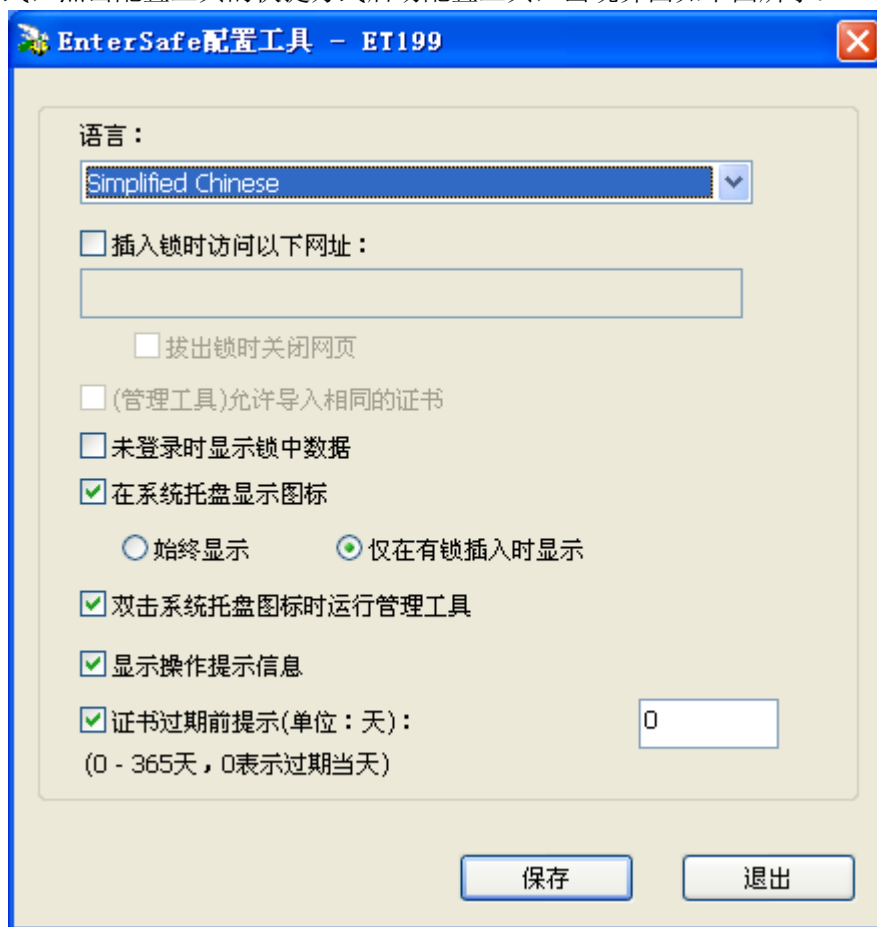 EnterSafe配置工具 - ET199
语言：
Simplified Chinese
插入锁时访问以下网址：
拔出锁时关闭网页
(管理工具)允许导入相同的证书
未登录时显示锁中数据
在系统托盘显示图标
始终显示 仅在有锁插入时显示
双击系统托盘图标时运行管理工具
显示操作提示信息
证书过期前提示(单位：天)： 0
(0 - 365天，0表示过期当天)
保存 退出